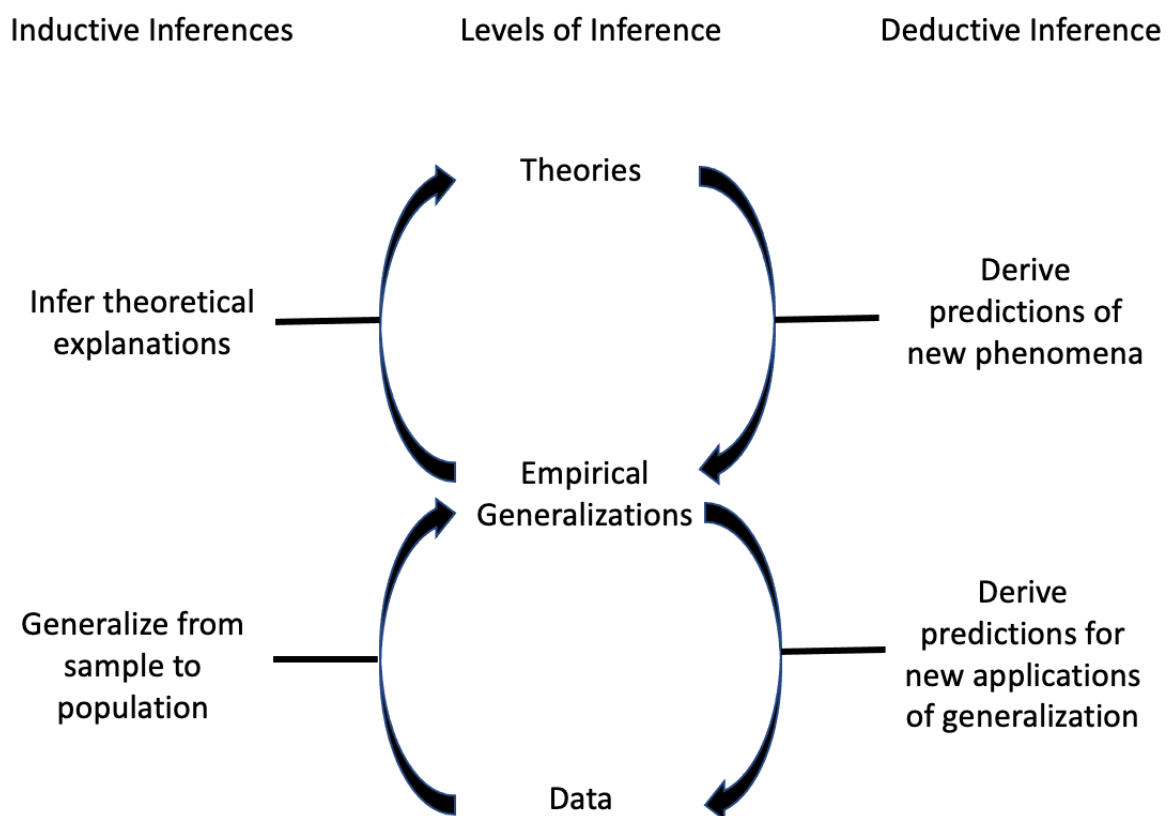 Inductive Inferences
Levels of Inference
Deductive Inference
Theories
Infer theoretical
explanations
Derive
predictions of
new phenomena
Empirical
Generalizations
Generalize from
sample to
population
Derive
predictions for
new applications
of generalization
Data